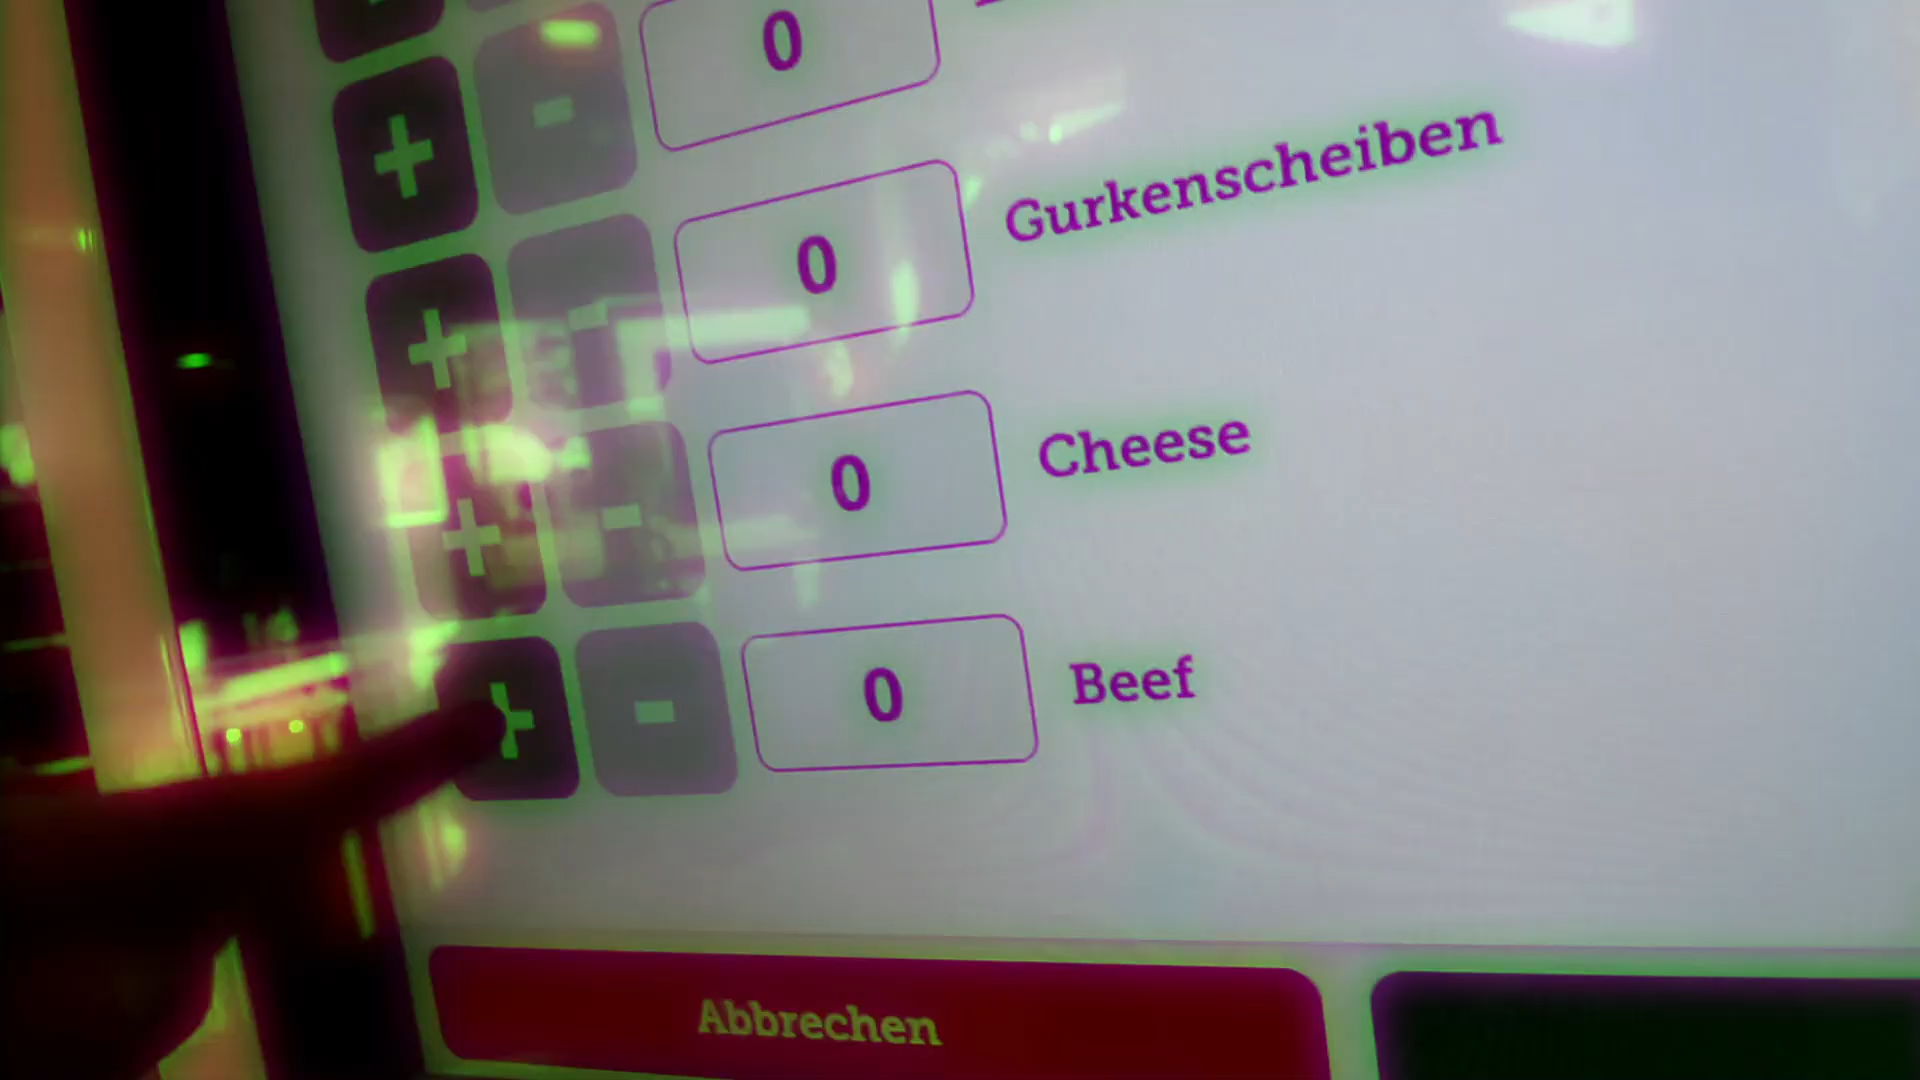 + - 0
+ - 0 Gurkenscheiben
+ - 0 Cheese
+ - 0 Beef
Abbrechen